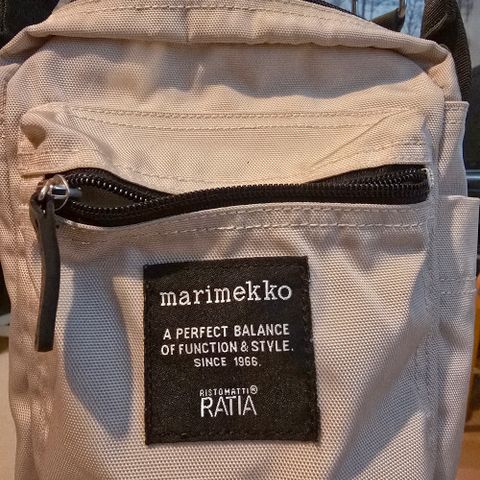 marimekko
A PERFECT BALANCE
OF FUNCTION & STYLE.
SINCE 1966.
RISTOMATTI®
RATIA